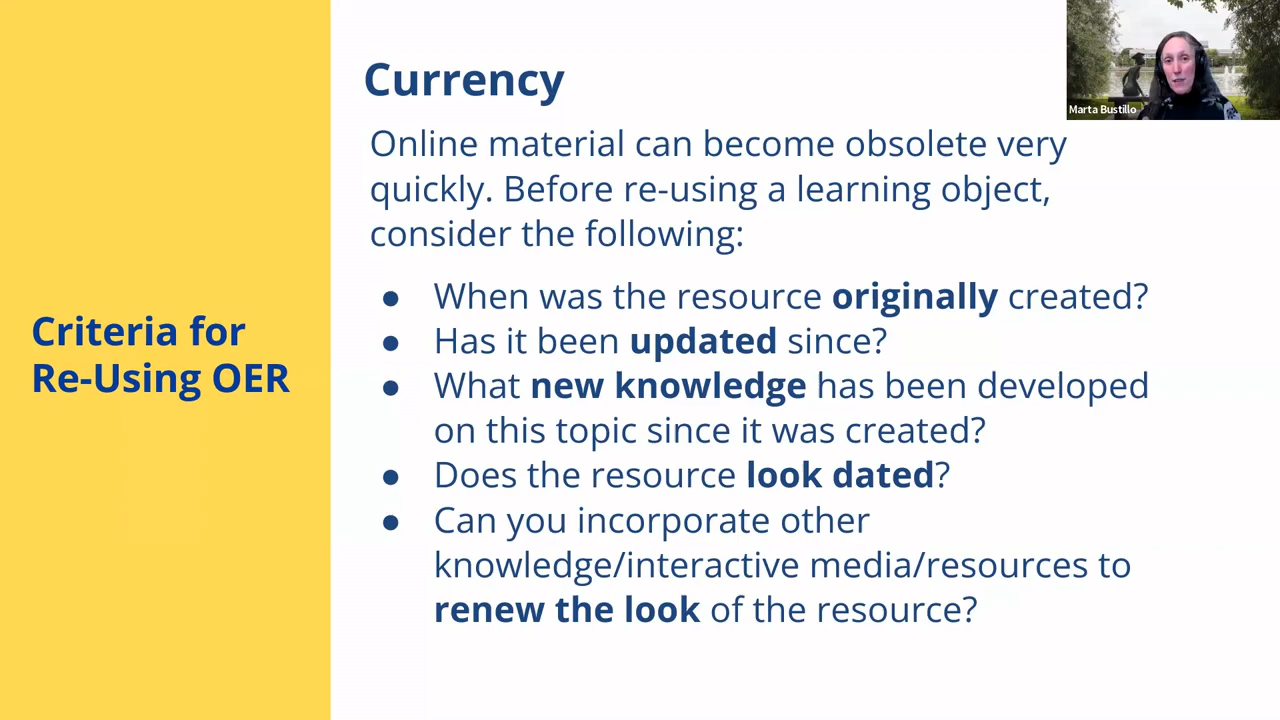 Criteria for
Re-Using OER
Currency
Online material can become obsolete very
quickly. Before re-using a learning object,
consider the following:
● When was the resource originally created?
● Has it been updated since?
● What new knowledge has been developed
on this topic since it was created?
● Does the resource look dated?
● Can you incorporate other
knowledge/interactive media/resources to
renew the look of the resource?
Marta Bustillo